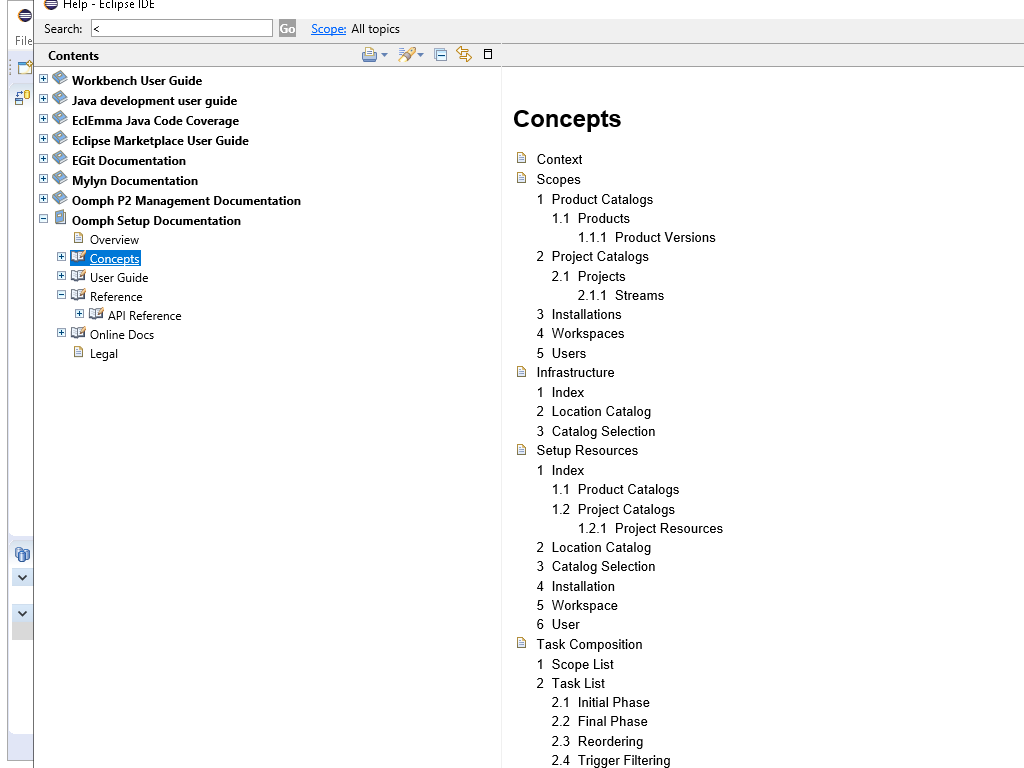 Help - Eclipse IDE
File
Search: < Go Scope: All topics
Contents
Workbench User Guide
Java development user guide
EclEmma Java Code Coverage
Eclipse Marketplace User Guide
EGit Documentation
Mylyn Documentation
Oomph P2 Management Documentation
Oomph Setup Documentation
Overview
Concepts
User Guide
Reference
API Reference
Online Docs
Legal
Concepts
Context
Scopes
1 Product Catalogs
1.1 Products
1.1.1 Product Versions
2 Project Catalogs
2.1 Projects
2.1.1 Streams
3 Installations
4 Workspaces
5 Users
Infrastructure
1 Index
2 Location Catalog
3 Catalog Selection
Setup Resources
1 Index
1.1 Product Catalogs
1.2 Project Catalogs
1.2.1 Project Resources
2 Location Catalog
3 Catalog Selection
4 Installation
5 Workspace
6 User
Task Composition
1 Scope List
2 Task List
2.1 Initial Phase
2.2 Final Phase
2.3 Reordering
2.4 Trigger Filtering